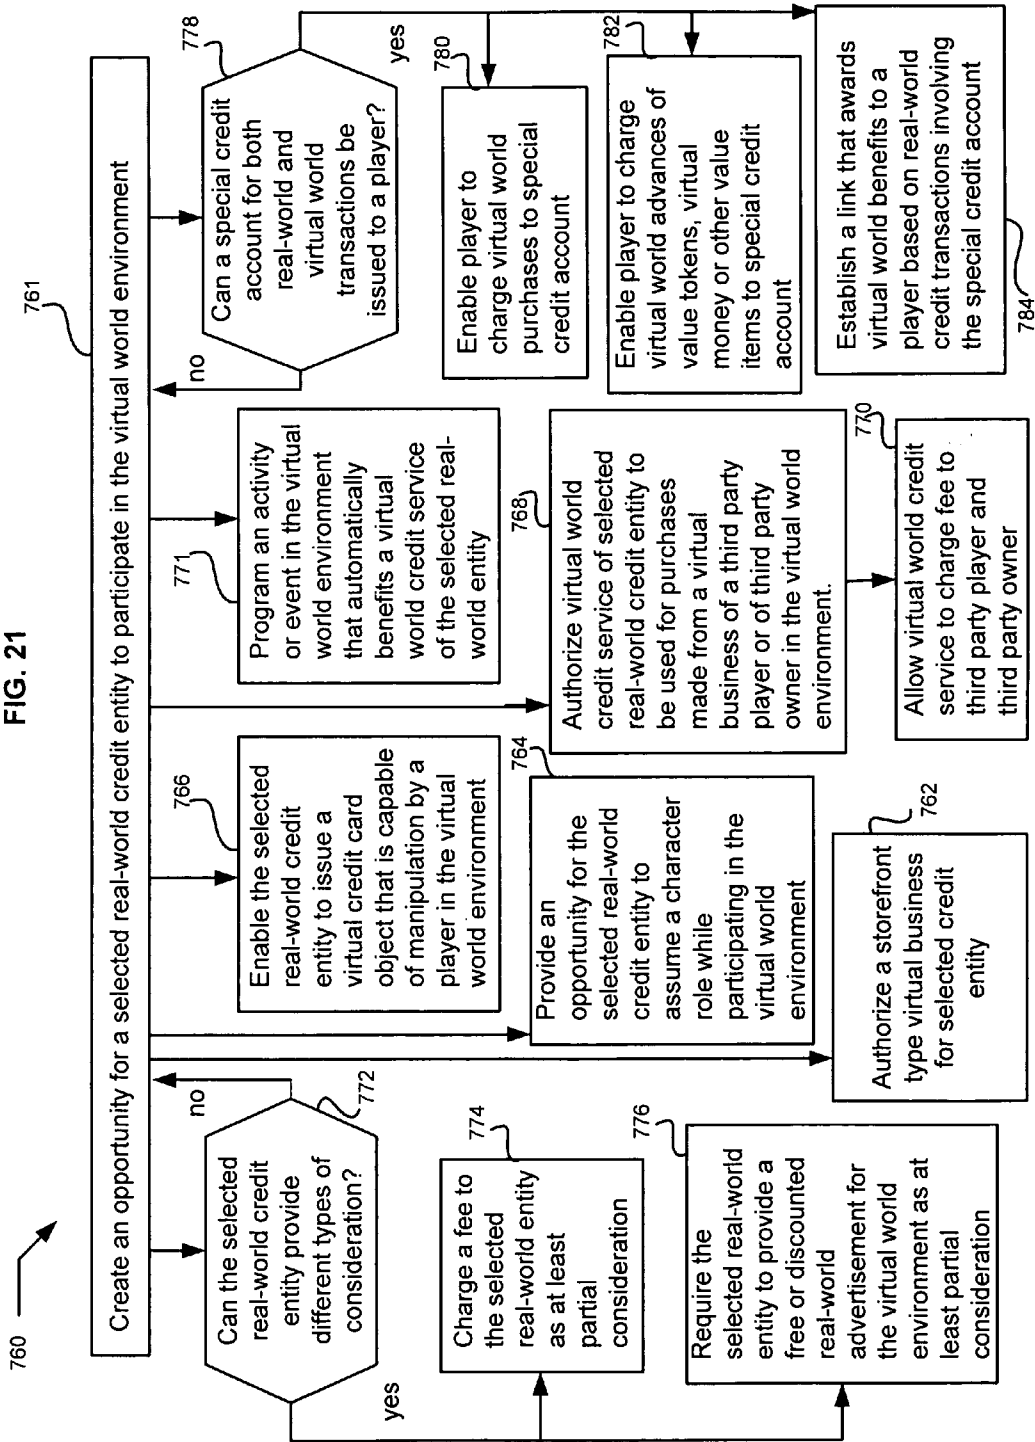 FIG. 21
760
761
Create an opportunity for a selected real-world credit entity to participate in the virtual world environment
Can the selected
real-world credit
entity provide
different types of
consideration?
772
no
yes
Charge a fee to
the selected
real-world entity
as at least
partial
consideration
774
Require the
selected real-world
entity to provide a
free or discounted
real-world
advertisement for
the virtual world
environment as at
least partial
consideration
776
Enable the selected
real-world credit
entity to issue a
virtual credit card
object that is capable
of manipulation by a
player in the virtual
world environment
766
Provide an
opportunity for the
selected real-world
credit entity to
assume a character
role while
participating in the
virtual world
environment
764
Authorize a storefront
type virtual business
for selected credit
entity
762
Program an activity
or event in the virtual
world environment
that automatically
benefits a virtual
world credit service
of the selected real-
world entity
771
Authorize virtual world
credit service of selected
real-world credit entity to
be used for purchases
made from a virtual
business of a third party
player or of third party
owner in the virtual world
environment.
768
Allow virtual world credit
service to charge fee to
third party player and
third party owner
770
Can a special credit
account for both
real-world and
virtual world
transactions be
issued to a player?
778
no
yes
Enable player to
charge virtual world
purchases to special
credit account
780
Enable player to charge
virtual world advances of
value tokens, virtual
money or other value
items to special credit
account
782
Establish a link that awards
virtual world benefits to a
player based on real-world
credit transactions involving
the special credit account
784